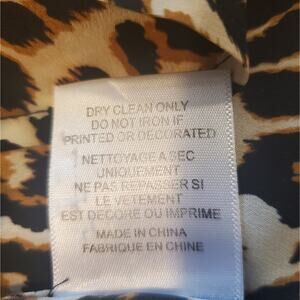 DRY CLEAN ONLY
DO NOT IRON IF
PRINTED OR DECORATED
NETTOYAGE A SEC
UNIQUEMENT
NE PAS REPASSER SI
LE VETEMENT
EST DECORE OU IMPRIME
MADE IN CHINA
FABRIQUE EN CHINE